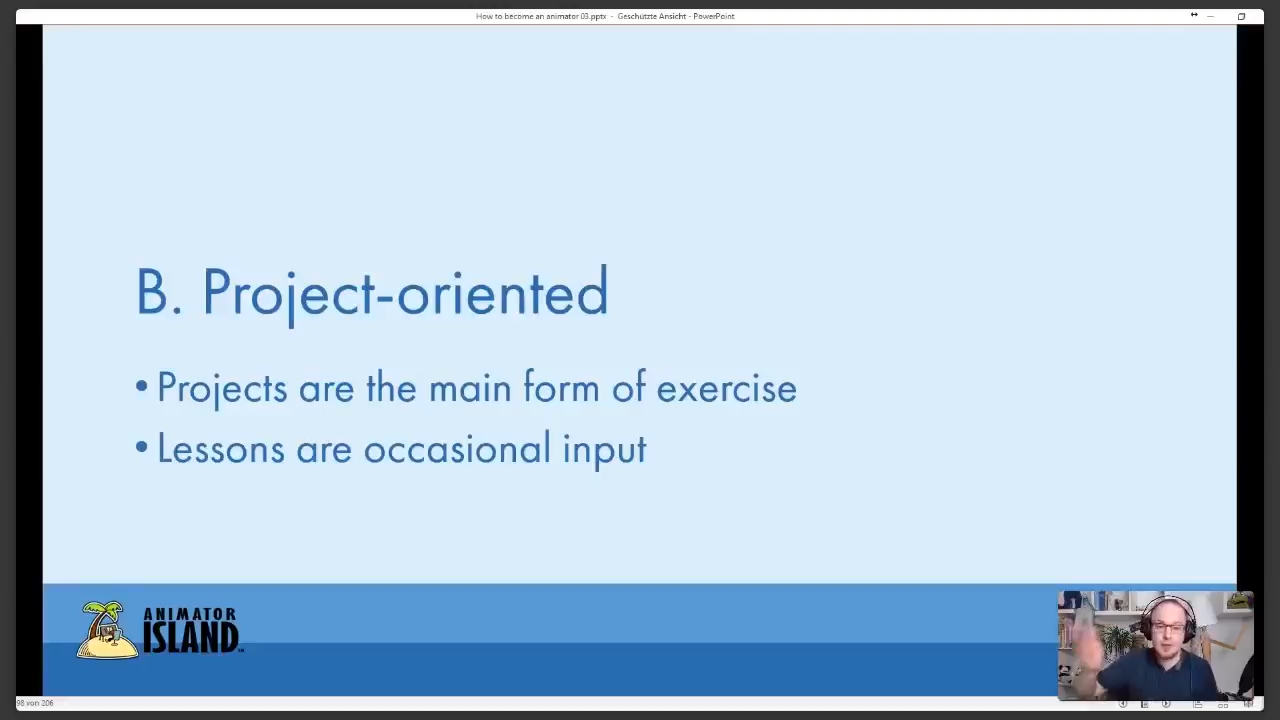 How to become an animator 03.pptx - Geschützte Ansicht - PowerPoint
B. Project-oriented
• Projects are the main form of exercise
• Lessons are occasional input
ANIMATOR
ISLAND
98 von 206